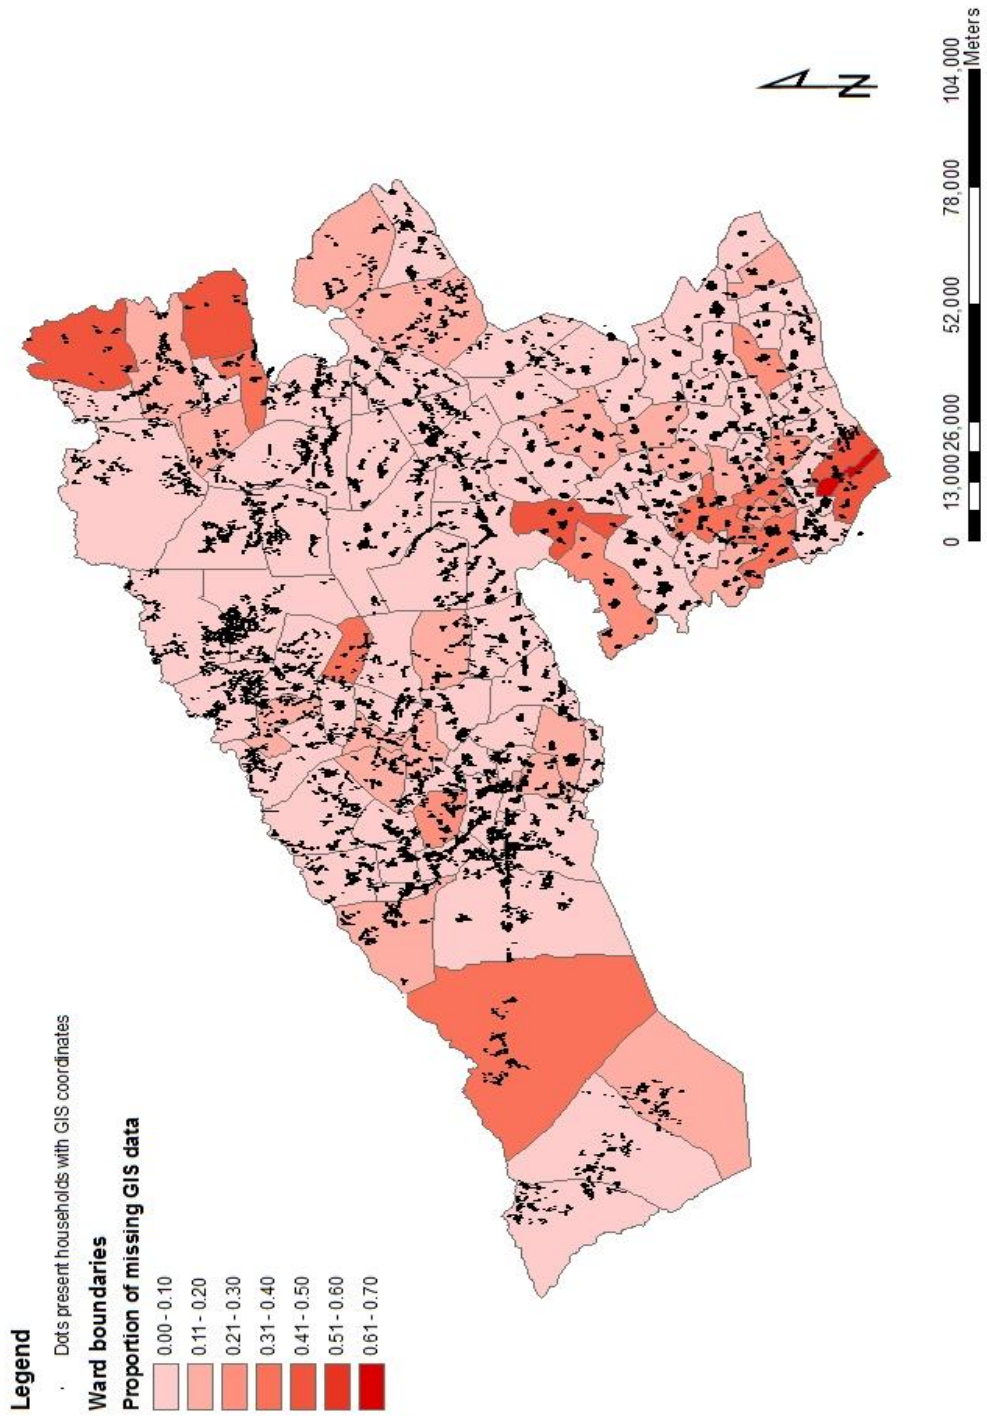 Legend
Dots present households with GIS coordinates
Ward boundaries
Proportion of missing GIS data
0.00 - 0.10
0.11 - 0.20
0.21 - 0.30
0.31 - 0.40
0.41 - 0.50
0.51 - 0.60
0.61 - 0.70
N
0 13,000 26,000 52,000 78,000 104,000
Meters